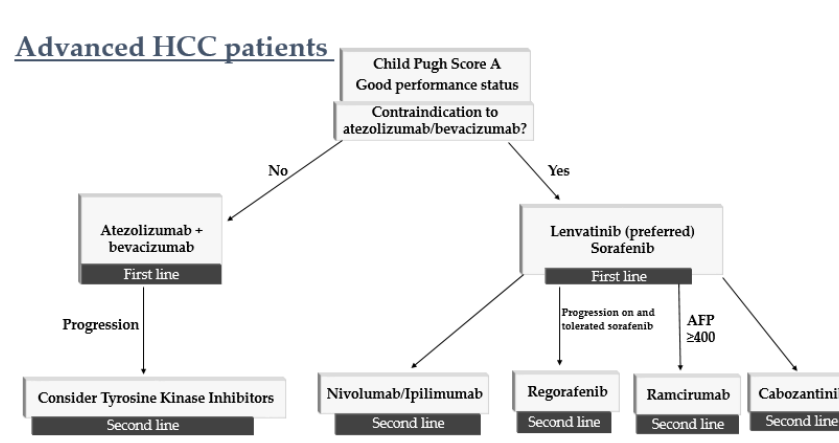 Advanced HCC patients
Child Pugh Score A
Good performance status
Contraindication to
atezolizumab/bevacizumab?
No
Yes
Atezolizumab +
bevacizumab
First line
Lenvatinib (preferred)
Sorafenib
First line
Progression
Progression on and
tolerated sorafenib
AFP
≥400
Consider Tyrosine Kinase Inhibitors
Second line
Nivolumab/Ipilimumab
Second line
Regorafenib
Second line
Ramcirumab
Second line
Cabozantini
Second line